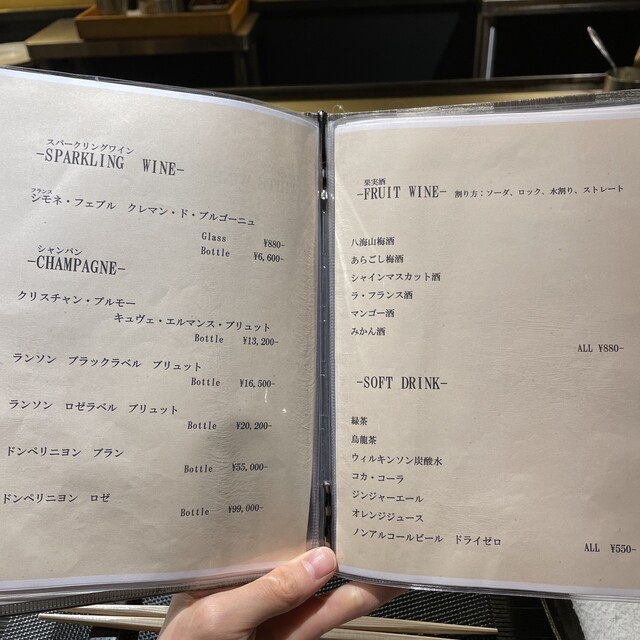 スパークリングワイン
-SPARKLING WINE-
フランス
シモネ・フェブル クレマン・ド・ブルゴーニュ
Glass ¥880-
Bottle ¥6,600-
シャンパン
-CHAMPAGNE-
クリスチャン・ブルモー
キュヴェ・エルマンス・ブリュット
Bottle ¥13,200-
ランソン ブラックラベル ブリュット
Bottle ¥16,500-
ランソン ロゼラベル ブリュット
Bottle ¥20,200-
ドンペリニヨン ブラン
Bottle ¥55,000-
ドンペリニヨン ロゼ
Bottle ¥99,000-
果実酒
-FRUIT WINE- 割り方;ソーダ、ロック、水割り、ストレート
八海山梅酒
あらごし梅酒
シャインマスカット酒
ラ・フランス酒
マンゴー酒
みかん酒
ALL ¥880-
-SOFT DRINK-
緑茶
烏龍茶
ウィルキンソン炭酸水
コカ・コーラ
ジンジャーエール
オレンジジュース
ノンアルコールビール ドライゼロ
ALL ¥550-